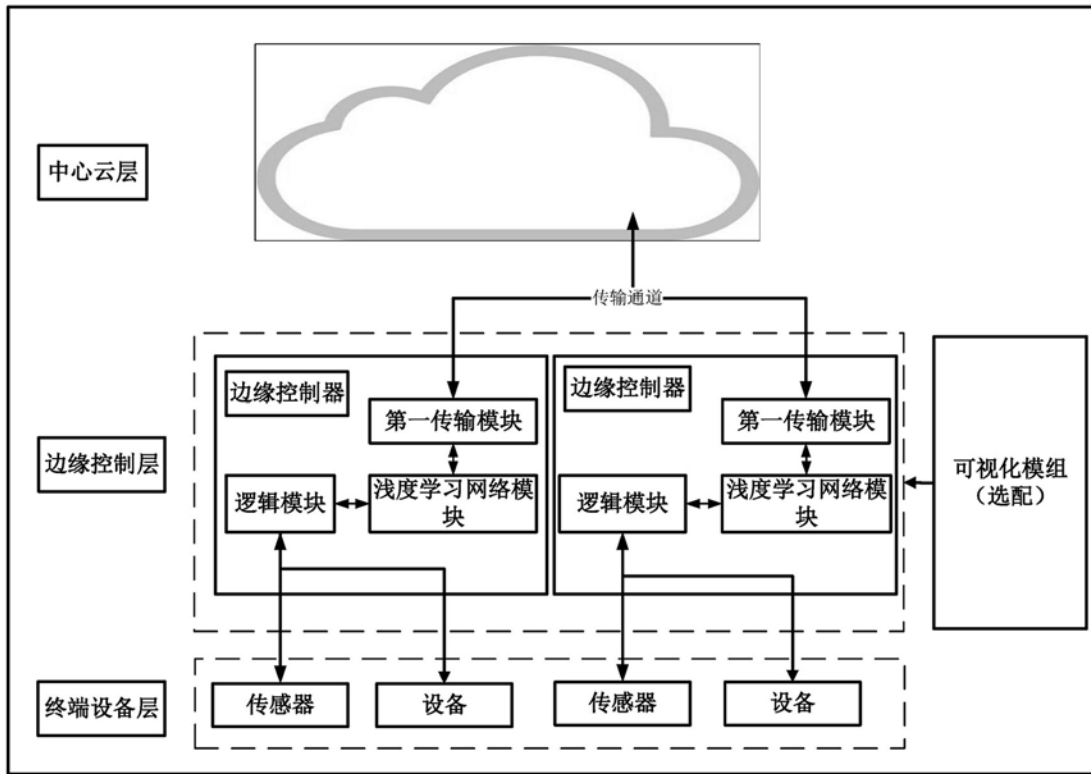 中心云层
传输通道
边缘控制器
边缘控制器
第一传输模块
第一传输模块
边缘控制层
逻辑模块
浅度学习网络模
块
逻辑模块
浅度学习网络模
块
可视化模组
（选配）
终端设备层
传感器
设备
传感器
设备